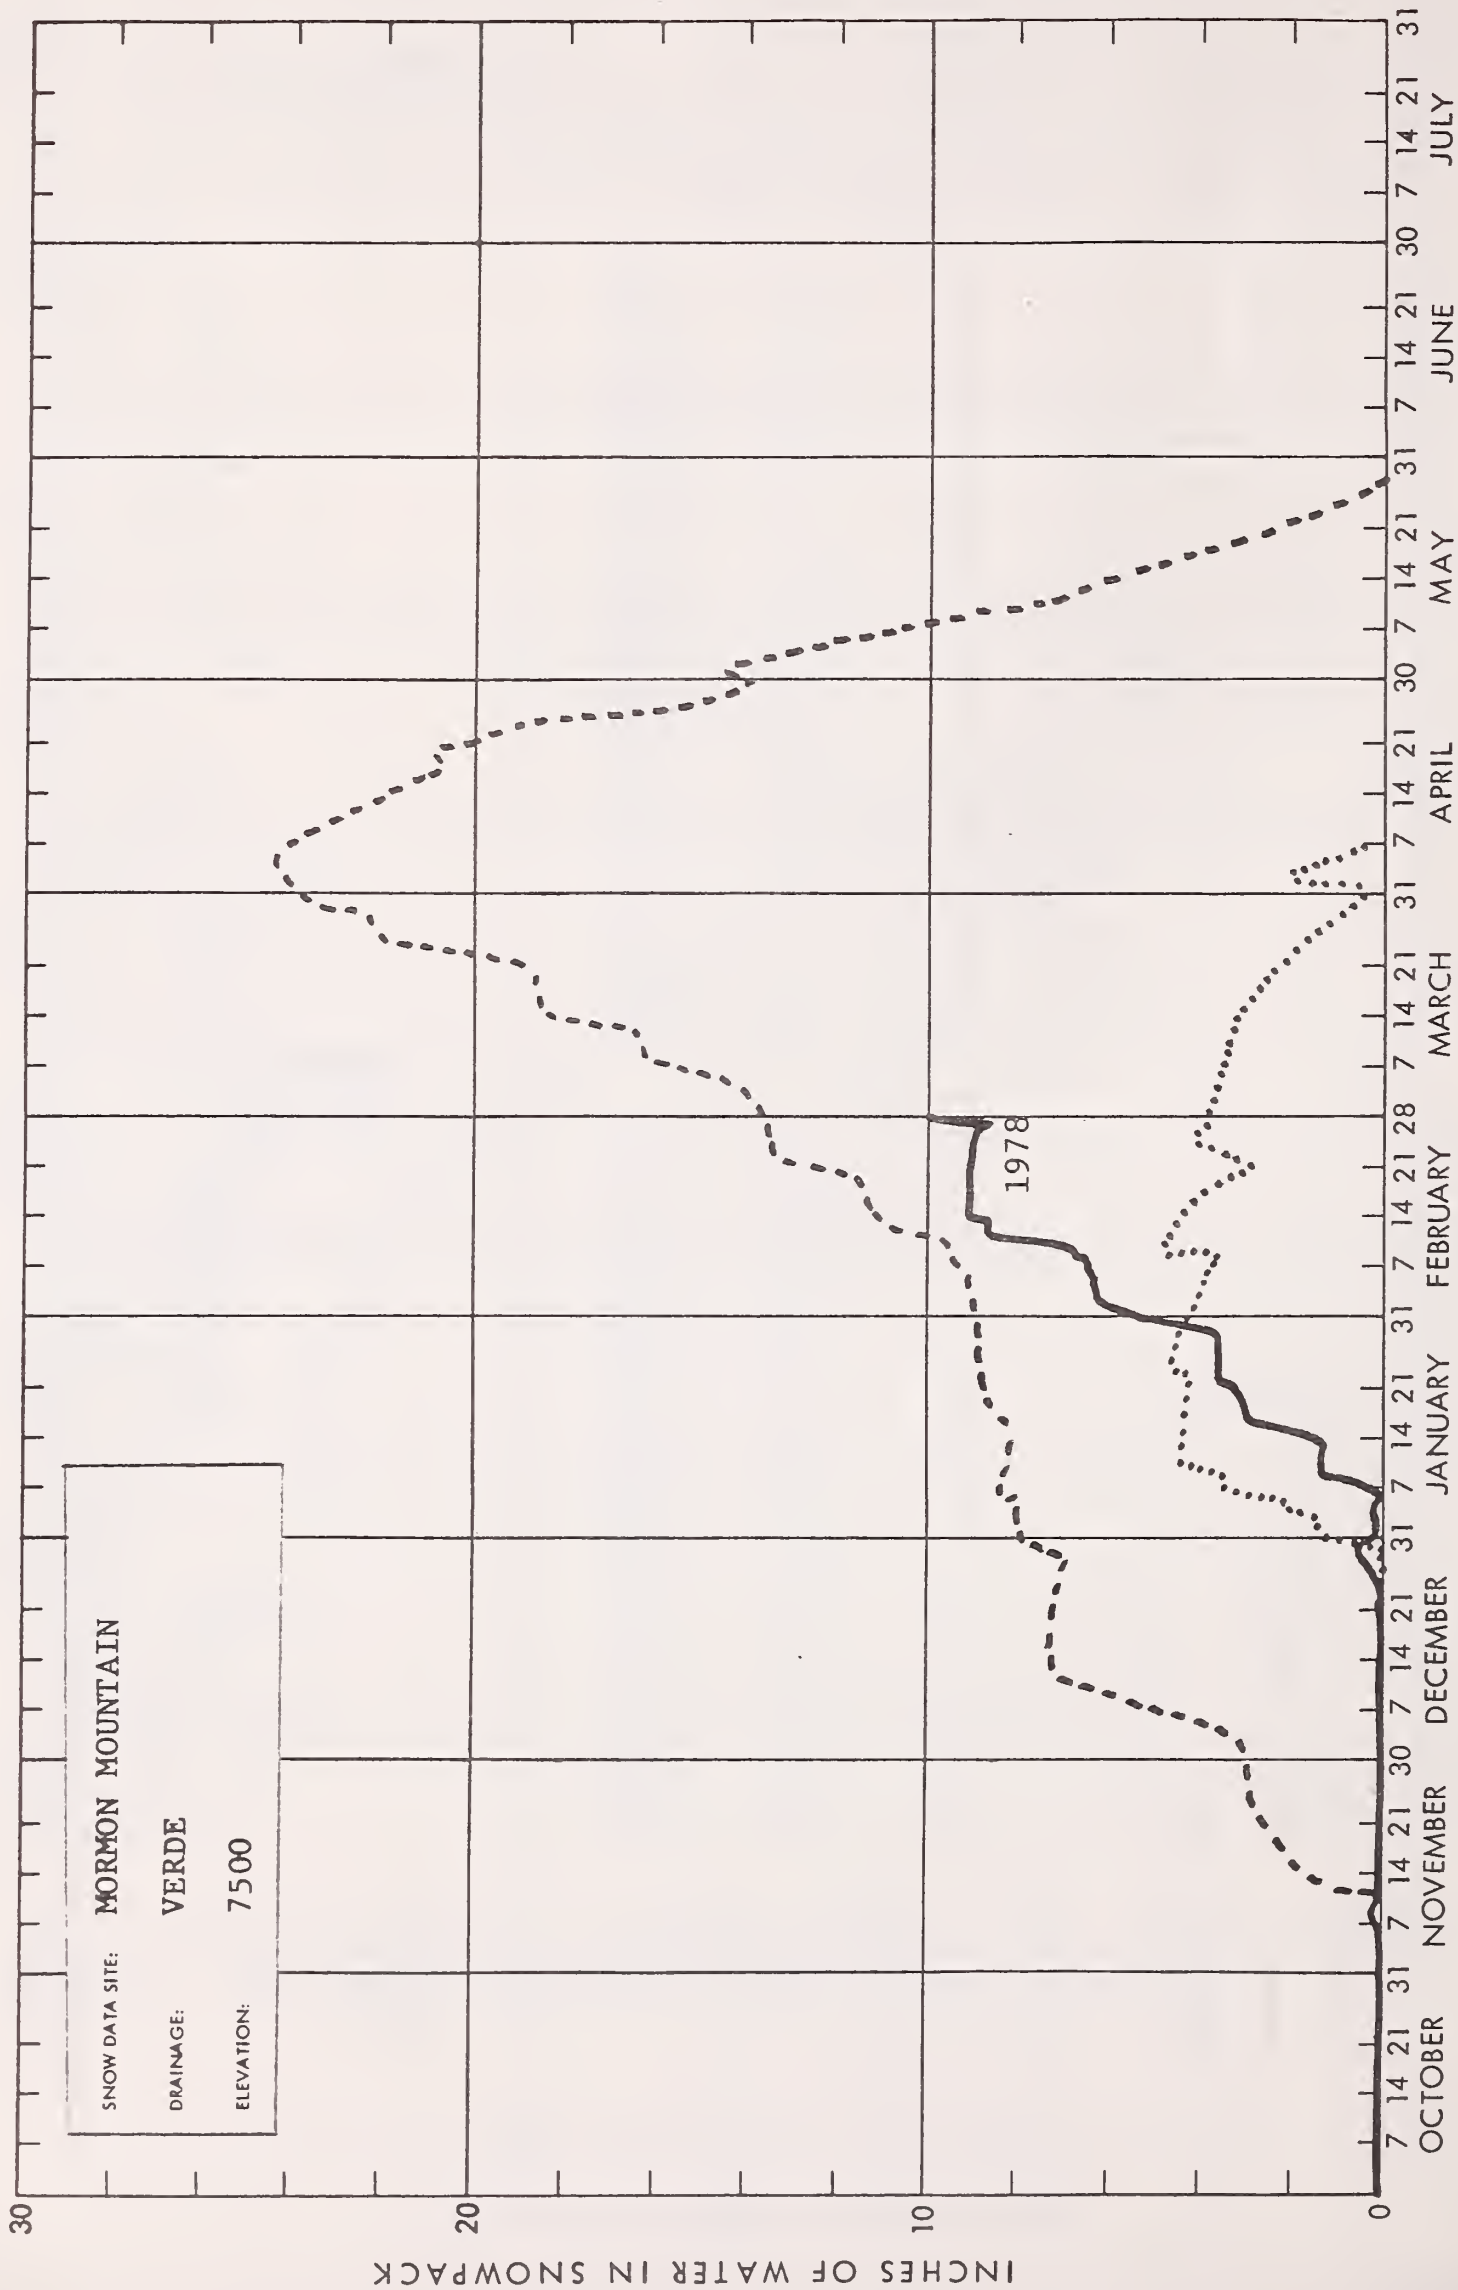 SNOW DATA SITE: MORMON MOUNTAIN
DRAINAGE: VERDE
ELEVATION: 7500
INCHES OF WATER IN SNOWPACK
30
20
10
0
1978
7 14 21 31 7 14 21 30 7 14 21 31 7 14 21 31 7 14 21 28 7 14 21 31 7 14 21 30 7 14 21 31 7 14 21 30 7 14 21 31
OCTOBER NOVEMBER DECEMBER JANUARY FEBRUARY MARCH APRIL MAY JUNE JULY